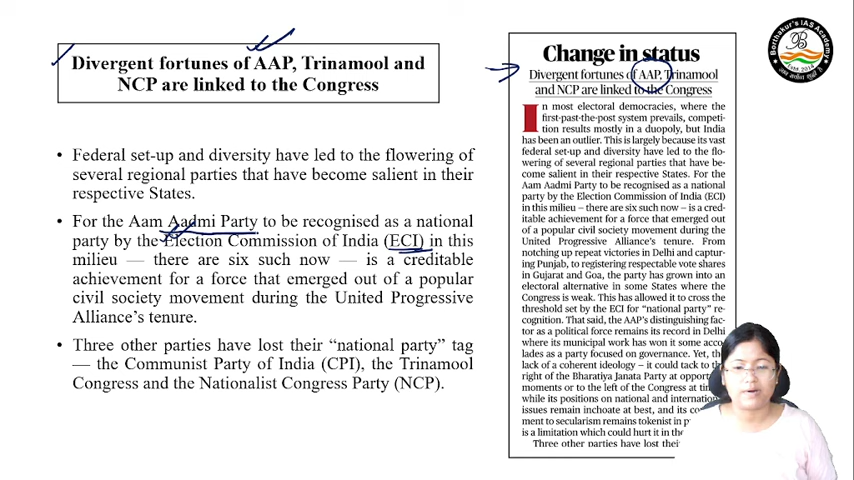 Divergent fortunes of AAP, Trinamool and
NCP are linked to the Congress
• Federal set-up and diversity have led to the flowering of
several regional parties that have become salient in their
respective States.
• For the Aam Aadmi Party to be recognised as a national
party by the Election Commission of India (ECI) in this
milieu — there are six such now — is a creditable
achievement for a force that emerged out of a popular
civil society movement during the United Progressive
Alliance’s tenure.
• Three other parties have lost their “national party” tag
— the Communist Party of India (CPI), the Trinamool
Congress and the Nationalist Congress Party (NCP).
Change in status
Divergent fortunes of AAP, Trinamool
and NCP are linked to the Congress
In most electoral democracies, where the
first-past-the-post system prevails, competi-
tion results mostly in a duopoly, but India
has been an outlier. This is largely because its vast
federal set-up and diversity have led to the flo-
wering of several regional parties that have be-
come salient in their respective States. For the
Aam Aadmi Party to be recognised as a national
party by the Election Commission of India (ECI)
in this milieu – there are six such now – is a cred-
itable achievement for a force that emerged out
of a popular civil society movement during the
United Progressive Alliance’s tenure. From
notching up repeat victories in Delhi and captur-
ing Punjab, to registering respectable vote shares
in Gujarat and Goa, the party has grown into an
electoral alternative in some States where the
Congress is weak. This has allowed it to cross the
threshold set by the ECI for “national party” re-
cognition. That said, the AAP’s distinguishing fac-
tor as a political force remains its record in Delhi
where its municipal work has won it some acco
lades as a party focused on governance. Yet, th
lack of a coherent ideology – it could tack to th
right of the Bharatiya Janata Party at opport
moments or to the left of the Congress at tim
while its positions on national and internation
issues remain inchoate at best, and its co
ment to secularism remains tokenist in p
is a limitation which could hurt it in the
Three other parties have lost thei
Borthakur's IAS Academy
B
Estd. 2014